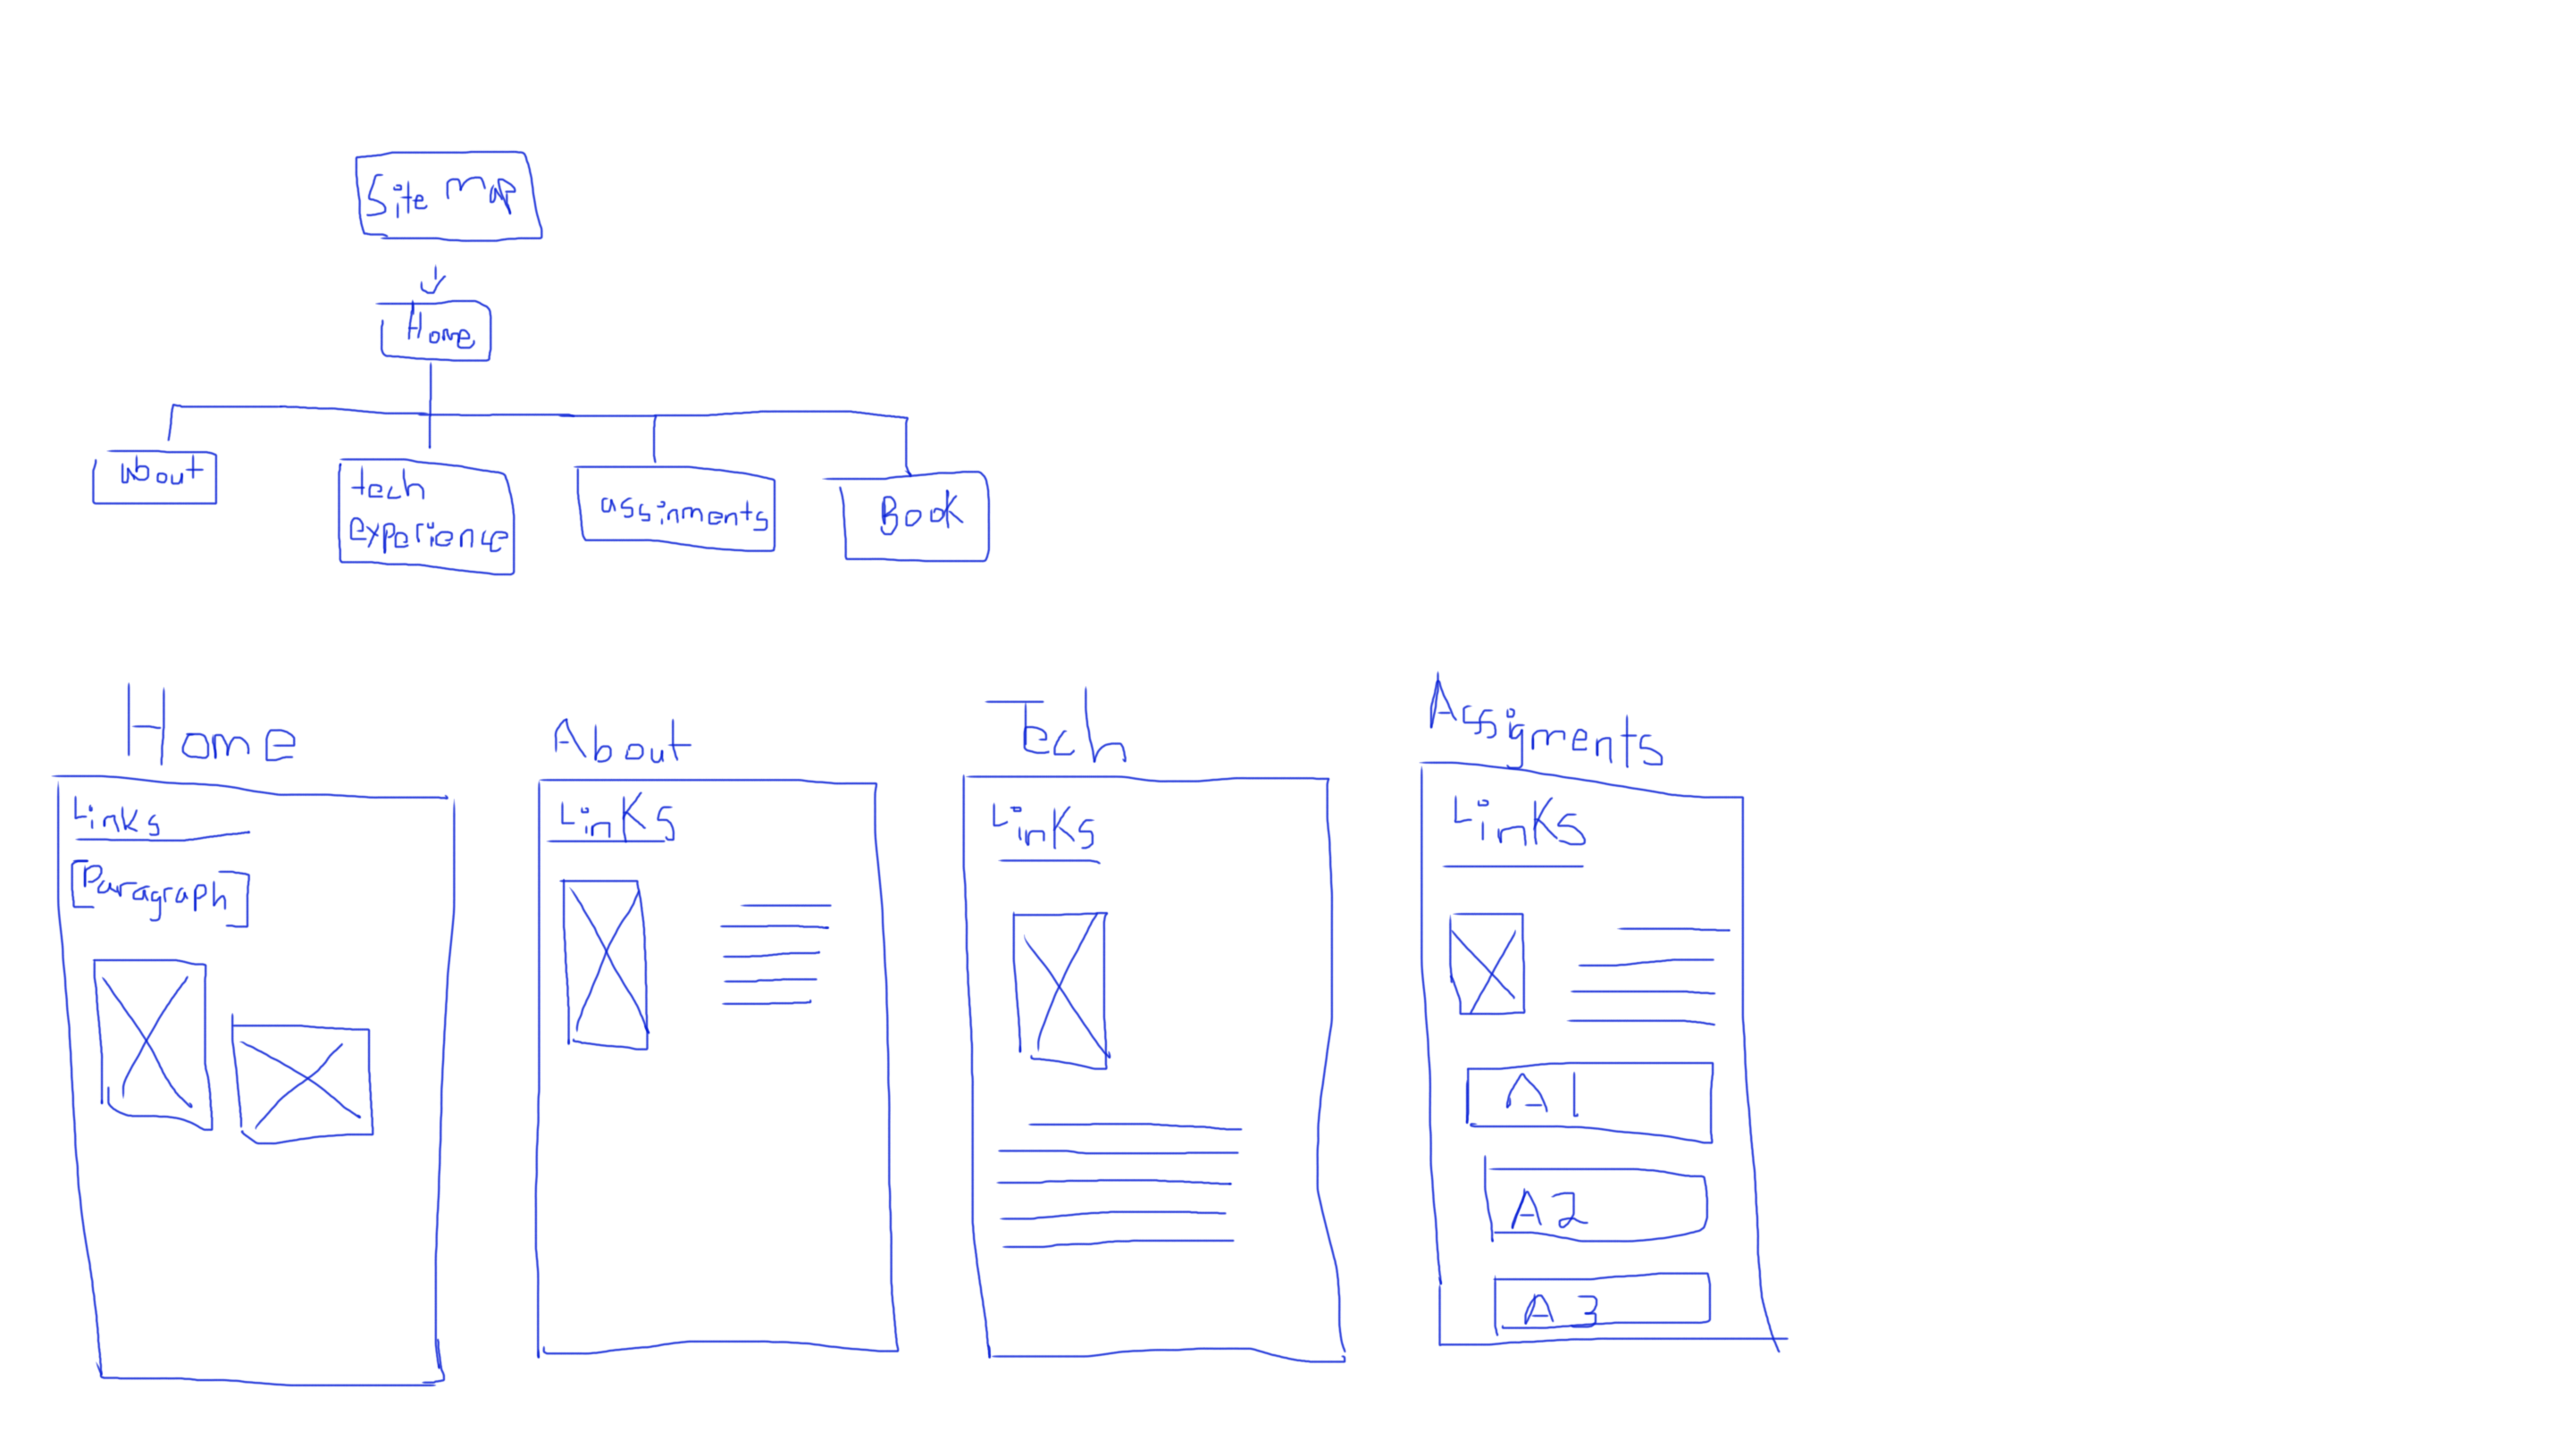 Site map
Home
About
tech
experience
assinments
Book
Home
About
Tech
Assigments
Links
[Paragraph]
Links
Links
Links
A1
A2
A3